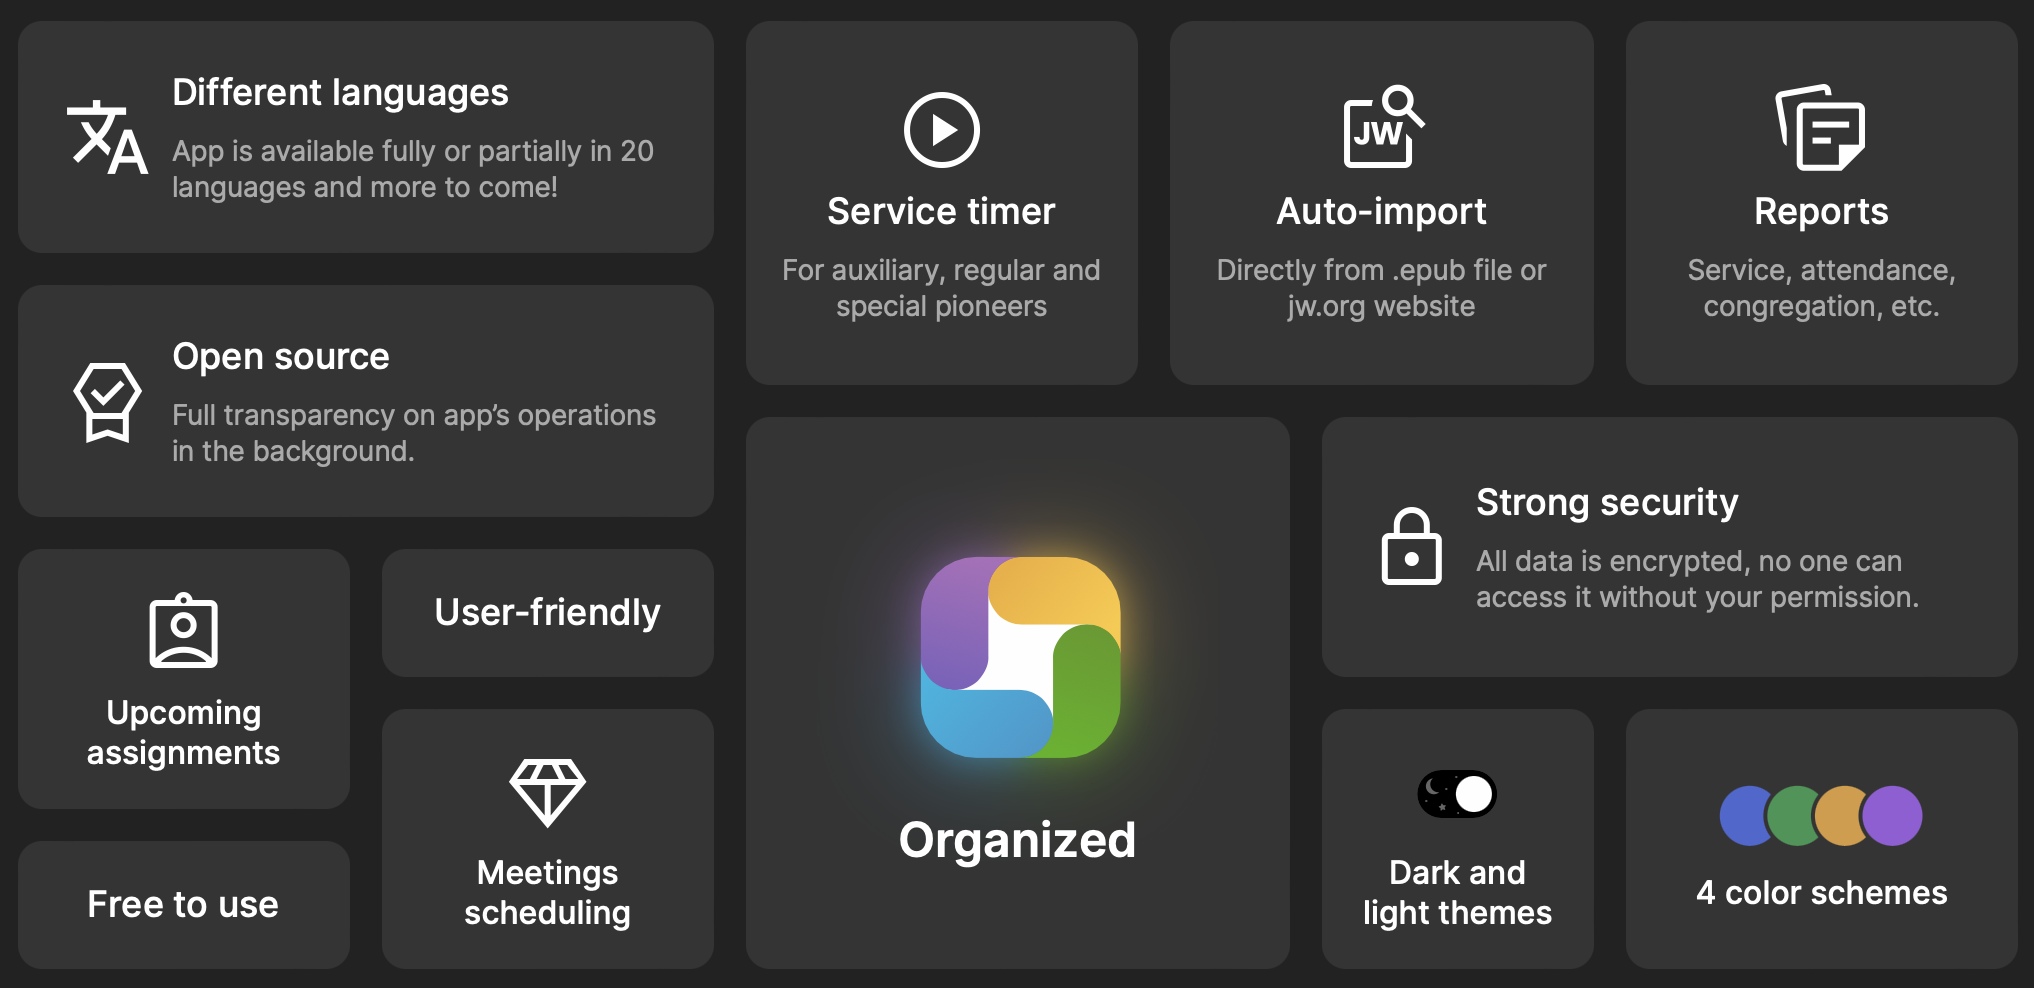 Different languages
App is available fully or partially in 20
languages and more to come!
Service timer
For auxiliary, regular and
special pioneers
JW
Auto-import
Directly from .epub file or
jw.org website
Reports
Service, attendance,
congregation, etc.
Open source
Full transparency on app’s operations
in the background.
Upcoming
assignments
User-friendly
Free to use
Meetings
scheduling
Organized
Strong security
All data is encrypted, no one can
access it without your permission.
Dark and
light themes
4 color schemes